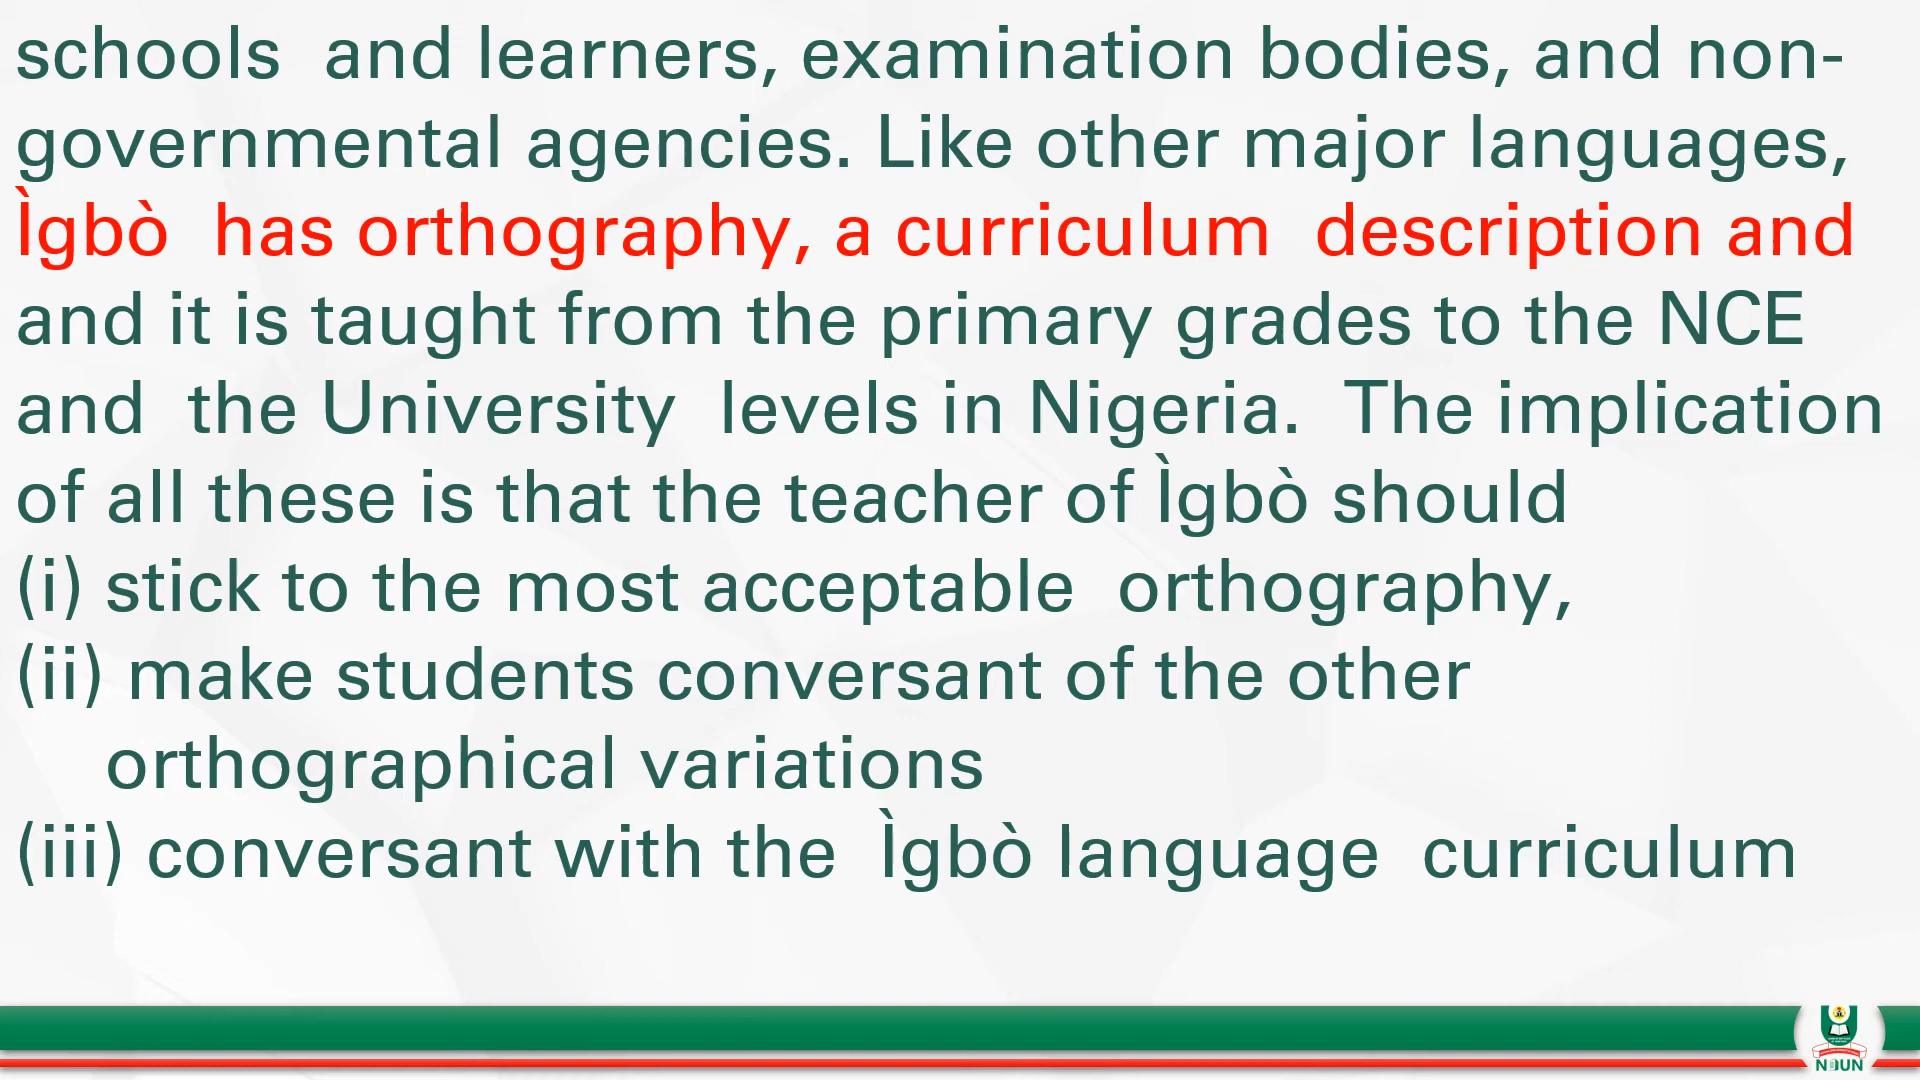 schools  and learners, examination bodies, and non-
governmental agencies. Like other major languages,
Ìgbò  has orthography, a curriculum  description and
and it is taught from the primary grades to the NCE
and  the University  levels in Nigeria.  The implication
of all these is that the teacher of Ìgbò should
(i) stick to the most acceptable  orthography,
(ii) make students conversant of the other
orthographical variations
(iii) conversant with the  Ìgbò language  curriculum
NOUN